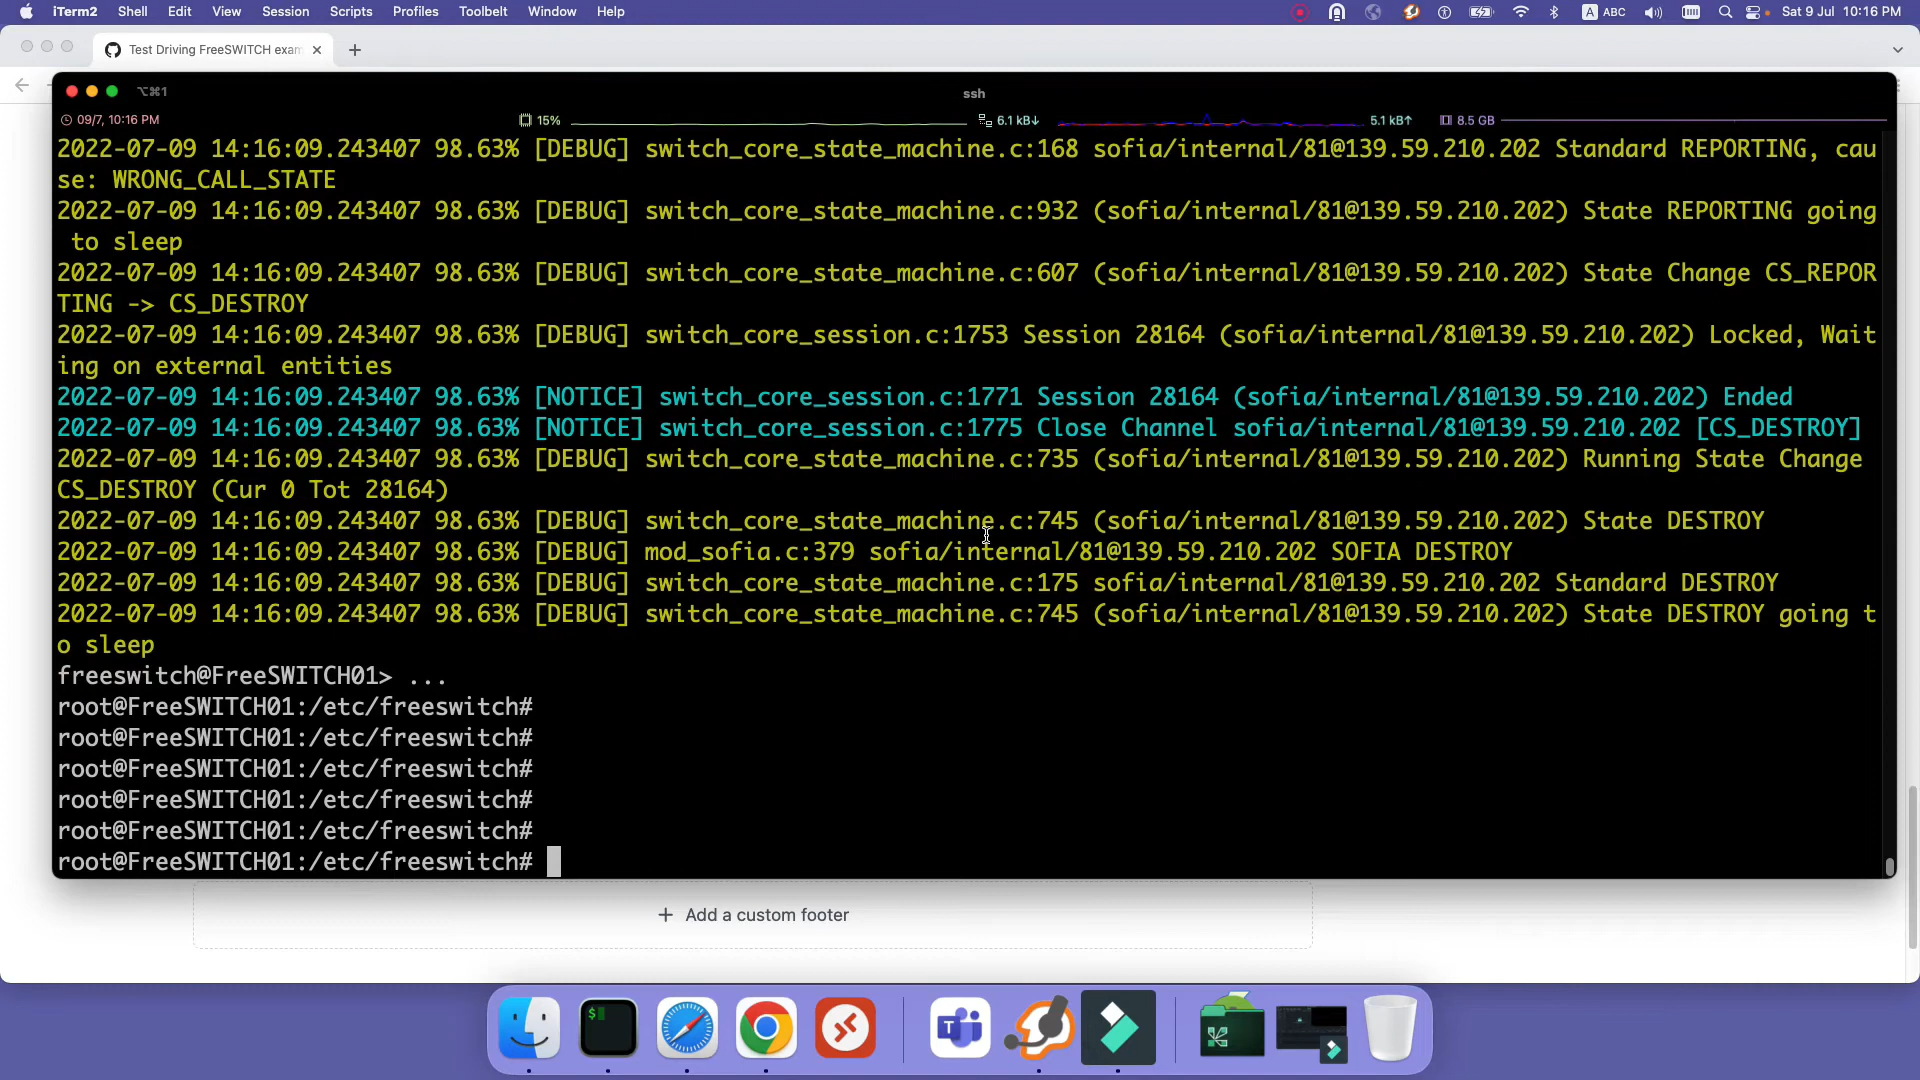 iTerm2 Shell Edit View Session Scripts Profiles Toolbelt Window Help A ABC Sat 9 Jul 10:16 PM
Test Driving FreeSWITCH exam
⌥⌘1 ssh
09/7, 10:16 PM 15% 6.1 kB↓ 5.1 kB↑ 8.5 GB
2022-07-09 14:16:09.243407 98.63% [DEBUG] switch_core_state_machine.c:168 sofia/internal/81@139.59.210.202 Standard REPORTING, cau
se: WRONG_CALL_STATE
2022-07-09 14:16:09.243407 98.63% [DEBUG] switch_core_state_machine.c:932 (sofia/internal/81@139.59.210.202) State REPORTING going
 to sleep
2022-07-09 14:16:09.243407 98.63% [DEBUG] switch_core_state_machine.c:607 (sofia/internal/81@139.59.210.202) State Change CS_REPOR
TING -> CS_DESTROY
2022-07-09 14:16:09.243407 98.63% [DEBUG] switch_core_session.c:1753 Session 28164 (sofia/internal/81@139.59.210.202) Locked, Wait
ing on external entities
2022-07-09 14:16:09.243407 98.63% [NOTICE] switch_core_session.c:1771 Session 28164 (sofia/internal/81@139.59.210.202) Ended
2022-07-09 14:16:09.243407 98.63% [NOTICE] switch_core_session.c:1775 Close Channel sofia/internal/81@139.59.210.202 [CS_DESTROY]
2022-07-09 14:16:09.243407 98.63% [DEBUG] switch_core_state_machine.c:735 (sofia/internal/81@139.59.210.202) Running State Change
CS_DESTROY (Cur 0 Tot 28164)
2022-07-09 14:16:09.243407 98.63% [DEBUG] switch_core_state_machine.c:745 (sofia/internal/81@139.59.210.202) State DESTROY
2022-07-09 14:16:09.243407 98.63% [DEBUG] mod_sofia.c:379 sofia/internal/81@139.59.210.202 SOFIA DESTROY
2022-07-09 14:16:09.243407 98.63% [DEBUG] switch_core_state_machine.c:175 sofia/internal/81@139.59.210.202 Standard DESTROY
2022-07-09 14:16:09.243407 98.63% [DEBUG] switch_core_state_machine.c:745 (sofia/internal/81@139.59.210.202) State DESTROY going t
o sleep
freeswitch@FreeSWITCH01> ...
root@FreeSWITCH01:/etc/freeswitch#
root@FreeSWITCH01:/etc/freeswitch#
root@FreeSWITCH01:/etc/freeswitch#
root@FreeSWITCH01:/etc/freeswitch#
root@FreeSWITCH01:/etc/freeswitch#
root@FreeSWITCH01:/etc/freeswitch#
+ Add a custom footer